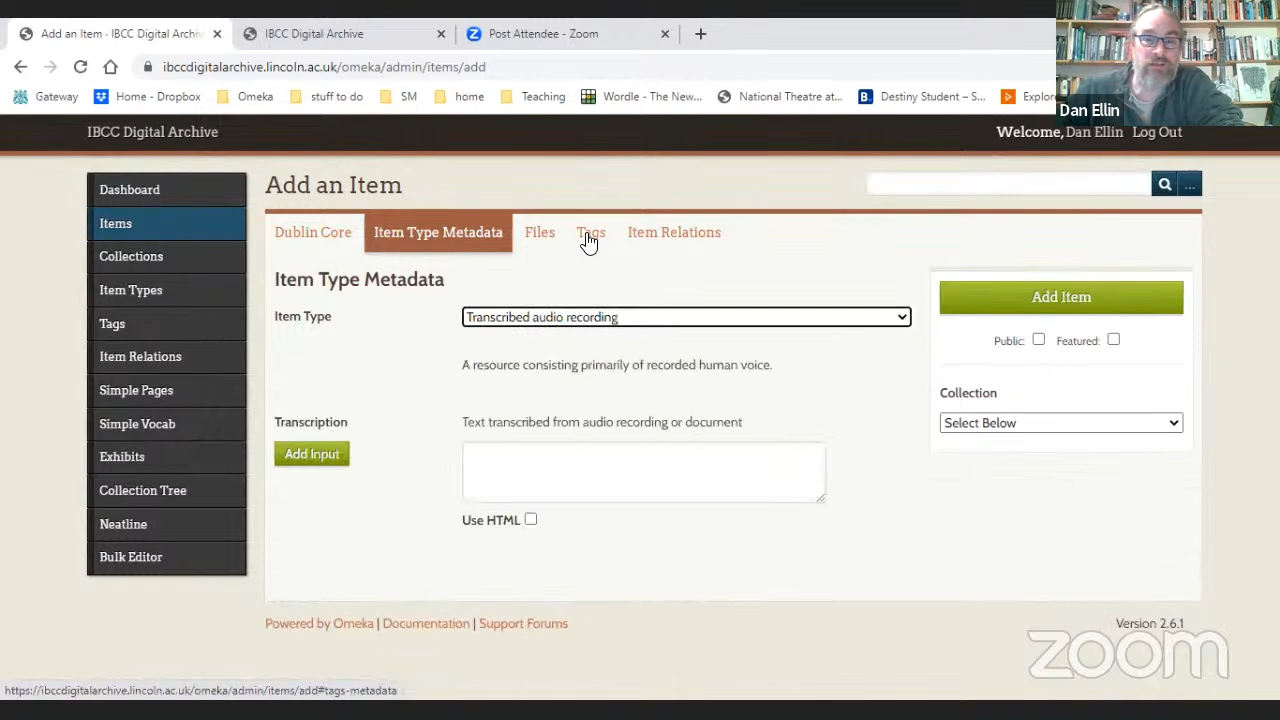 Add an Item · IBCC Digital Archiv
IBCC Digital Archive
Post Attendee - Zoom
ibccdigitalarchive.lincoln.ac.uk/omeka/admin/items/add
Gateway
Home - Dropbox
Omeka
stuff to do
SM
home
Teaching
Wordle - The New...
National Theatre at...
Destiny Student – S...
Explor
Dan Ellin
IBCC Digital Archive
Welcome, Dan Ellin Log Out
Dashboard
Items
Collections
Item Types
Tags
Item Relations
Simple Pages
Simple Vocab
Exhibits
Collection Tree
Neatline
Bulk Editor
Add an Item
...
Dublin Core
Item Type Metadata
Files
Tags
Item Relations
Item Type Metadata
Item Type
Transcribed audio recording
A resource consisting primarily of recorded human voice.
Transcription
Text transcribed from audio recording or document
Add Input
Use HTML
Add Item
Public:
Featured:
Collection
Select Below
Powered by Omeka | Documentation | Support Forums
Version 2.6.1
zoom
https://ibccdigitalarchive.lincoln.ac.uk/omeka/admin/items/add#tags-metadata